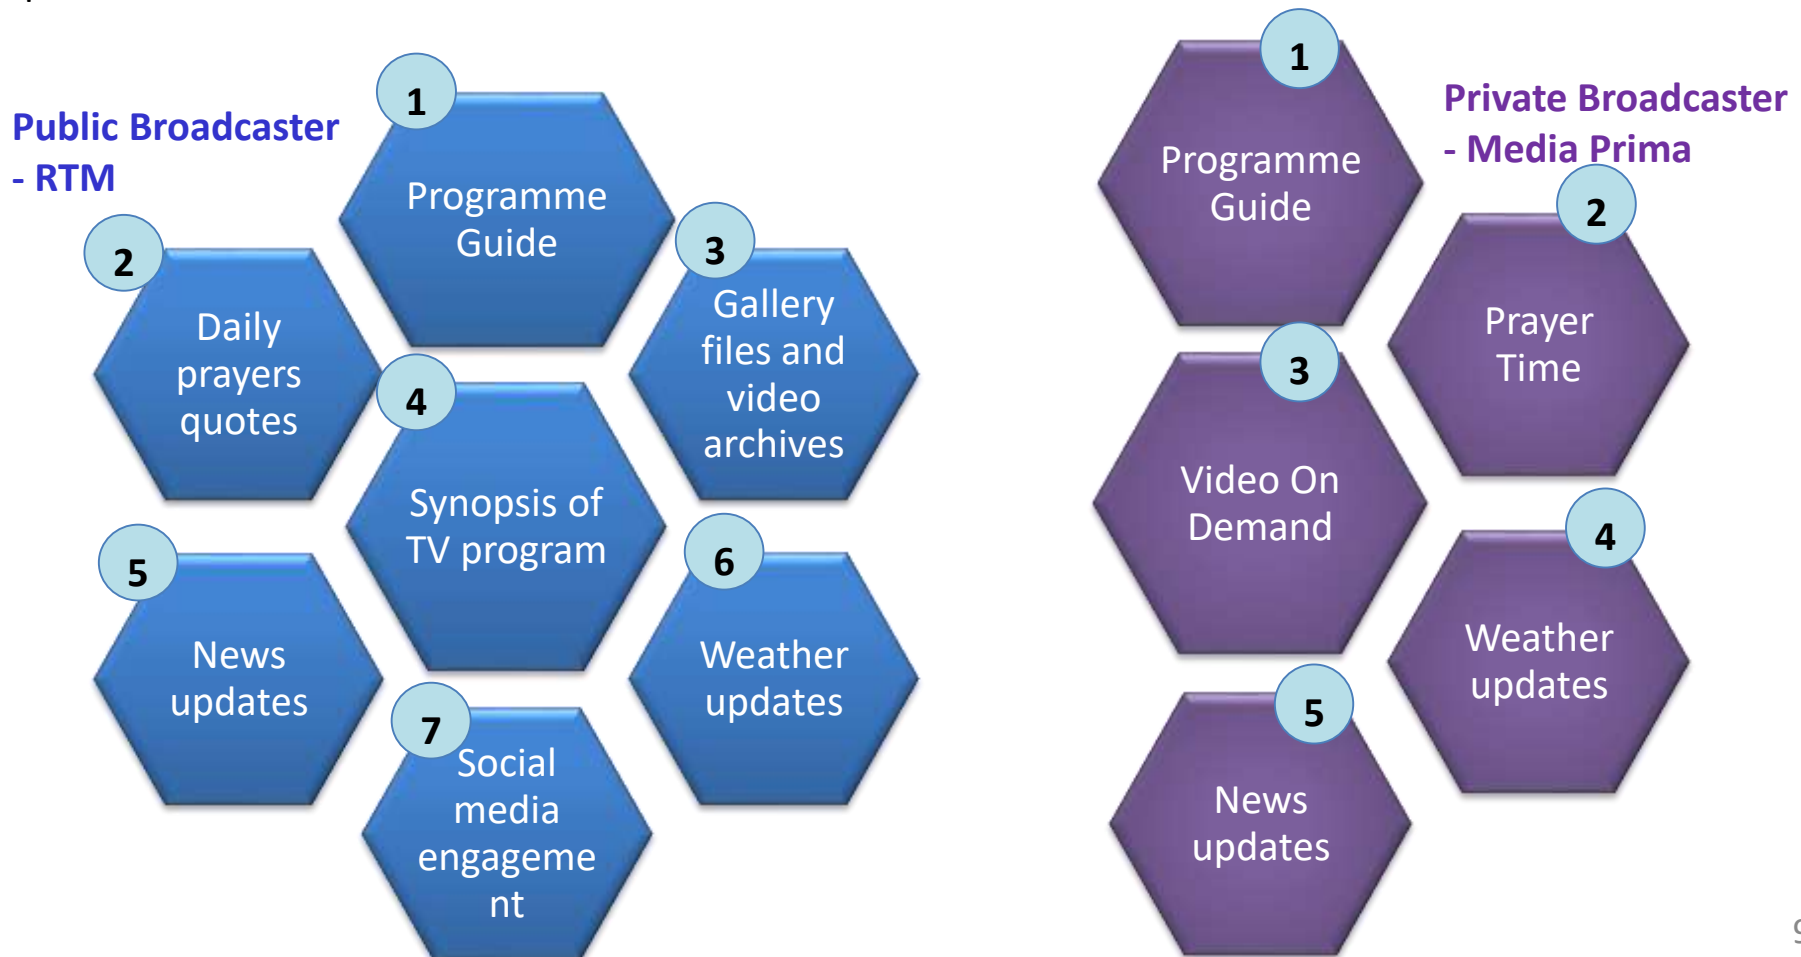 Public Broadcaster
- RTM
1
Programme
Guide
2
Daily
prayers
quotes
3
Gallery
files and
video
archives
4
Synopsis of
TV program
5
News
updates
6
Weather
updates
7
Social
media
engageme
nt
Private Broadcaster
- Media Prima
1
Programme
Guide
2
Prayer
Time
3
Video On
Demand
4
Weather
updates
5
News
updates